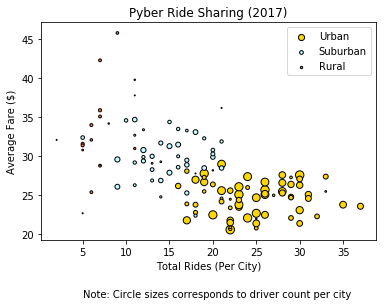 Pyber Ride Sharing (2017)
Urban
Suburban
Rural
Average Fare ($)
45
40
35
30
25
20
5 10 15 20 25 30 35
Total Rides (Per City)
Note: Circle sizes corresponds to driver count per city